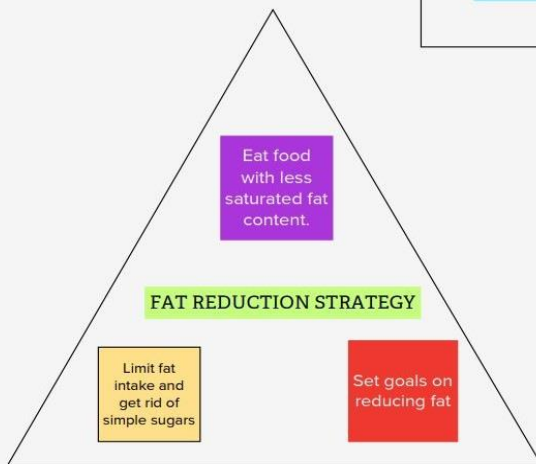 Eat food
with less
saturated fat
content.
FAT REDUCTION STRATEGY
Limit fat
intake and
get rid of
simple sugars
Set goals on
reducing fat